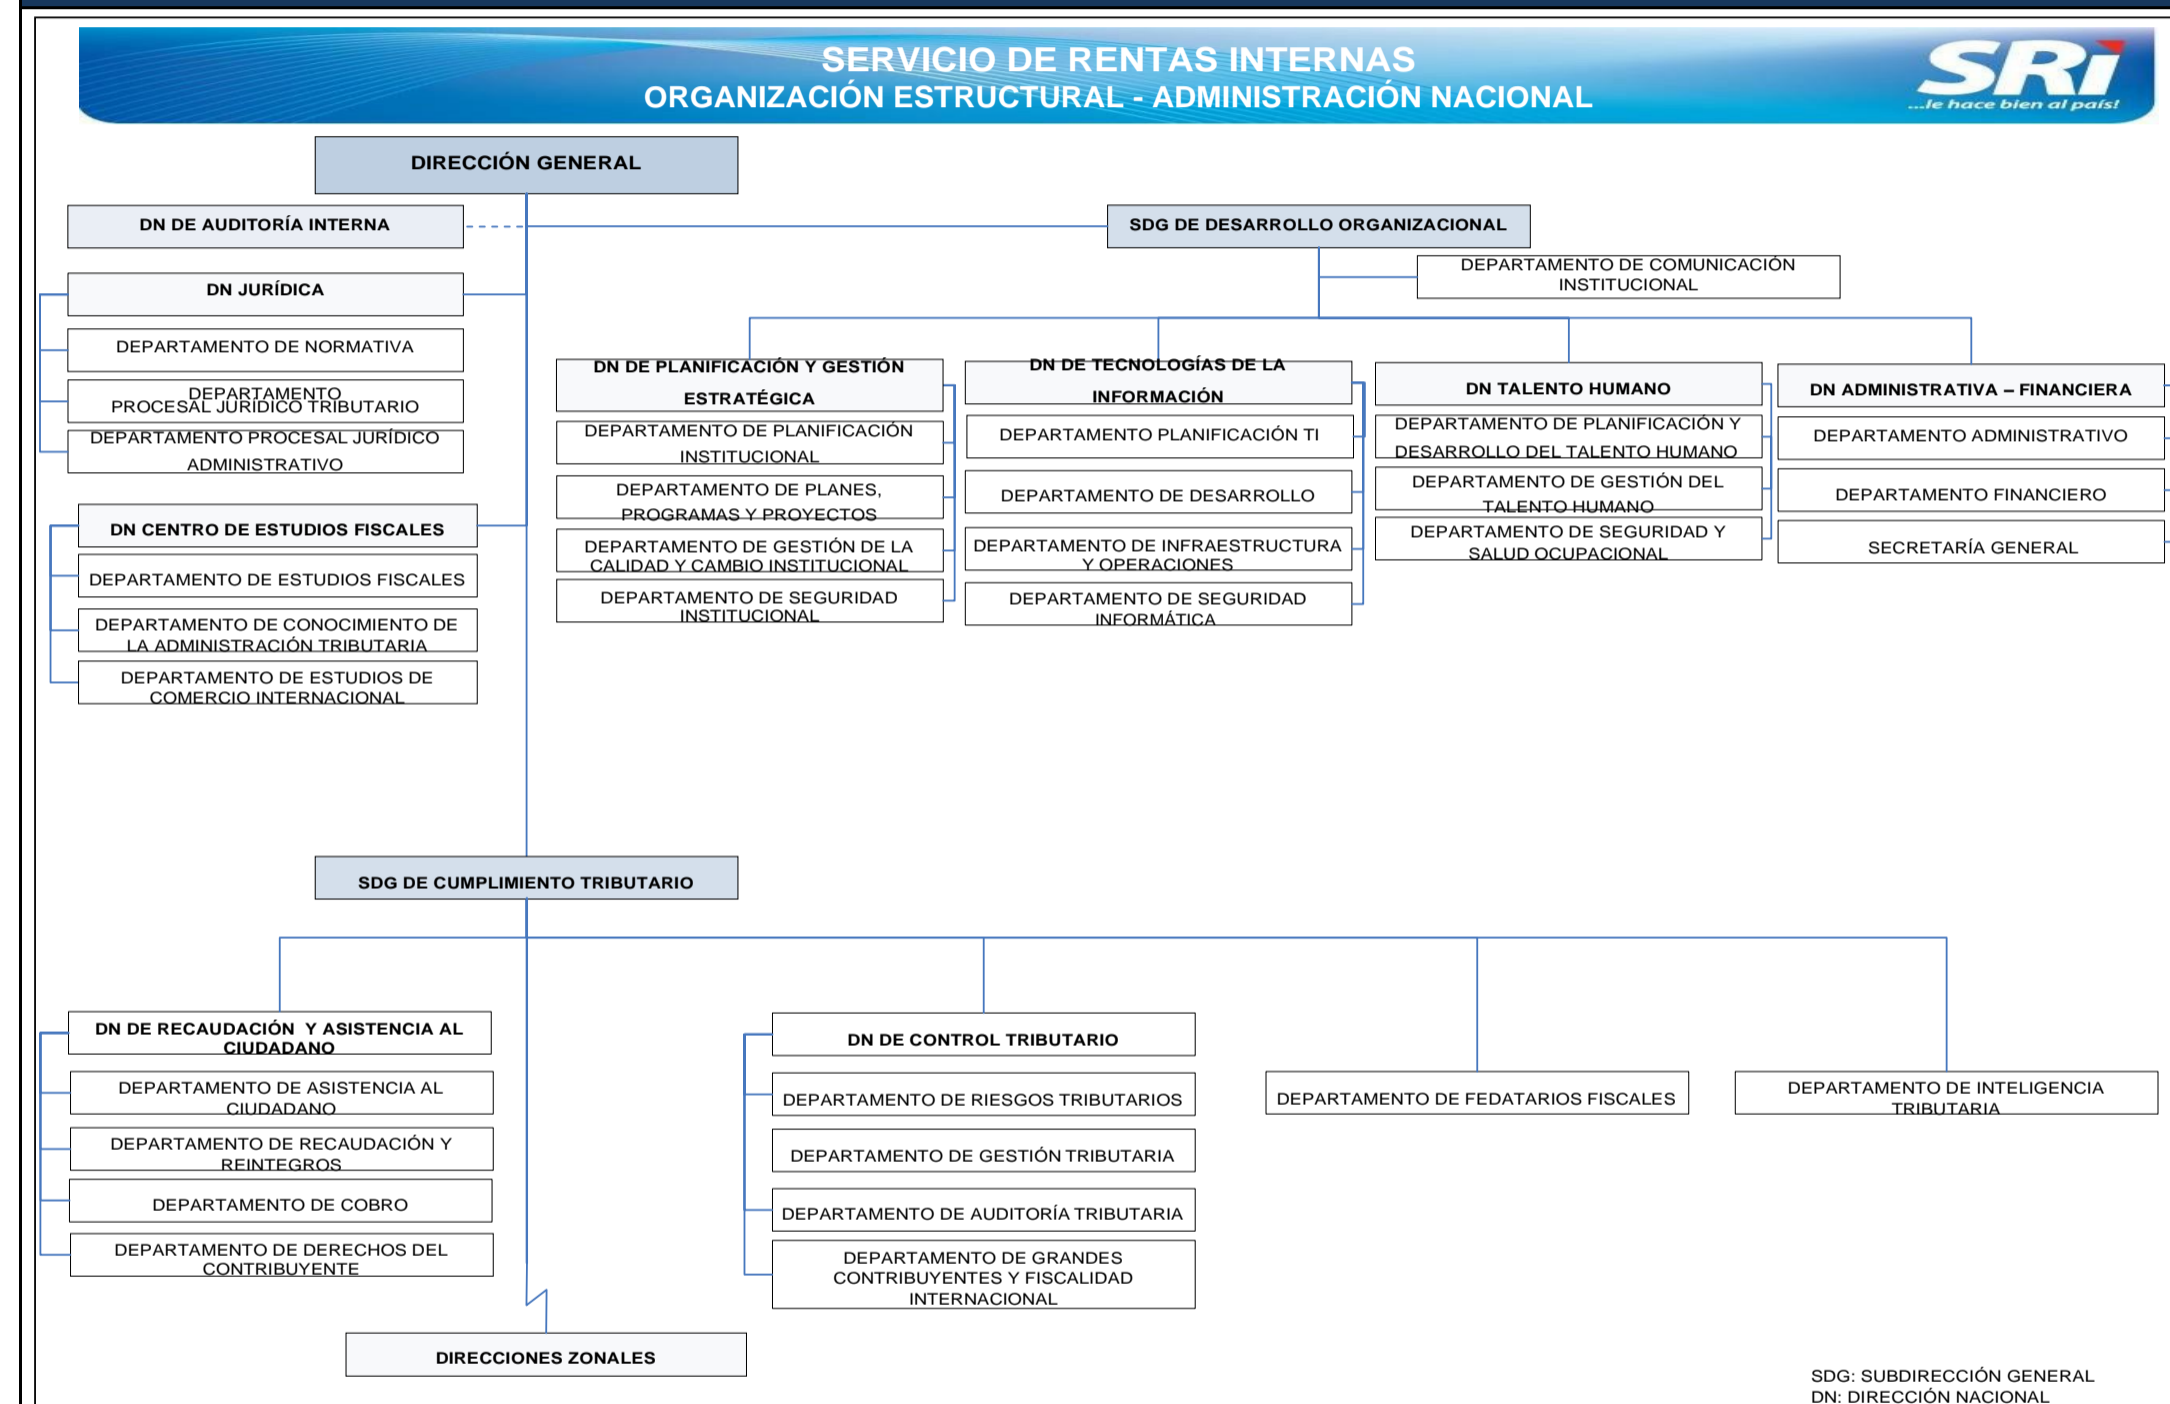 SERVICIO DE RENTAS INTERNAS
ORGANIZACIÓN ESTRUCTURAL - ADMINISTRACIÓN NACIONAL
SRi
...le hace bien al país!
DIRECCIÓN GENERAL
DN DE AUDITORÍA INTERNA
SDG DE DESARROLLO ORGANIZACIONAL
DEPARTAMENTO DE COMUNICACIÓN
INSTITUCIONAL
DN JURÍDICA
DEPARTAMENTO DE NORMATIVA
DEPARTAMENTO
PROCESAL JURÍDICO TRIBUTARIO
DEPARTAMENTO PROCESAL JURÍDICO
ADMINISTRATIVO
DN CENTRO DE ESTUDIOS FISCALES
DEPARTAMENTO DE ESTUDIOS FISCALES
DEPARTAMENTO DE CONOCIMIENTO DE
LA ADMINISTRACIÓN TRIBUTARIA
DEPARTAMENTO DE ESTUDIOS DE
COMERCIO INTERNACIONAL
DN DE PLANIFICACIÓN Y GESTIÓN
ESTRATÉGICA
DEPARTAMENTO DE PLANIFICACIÓN
INSTITUCIONAL
DEPARTAMENTO DE PLANES,
PROGRAMAS Y PROYECTOS
DEPARTAMENTO DE GESTIÓN DE LA
CALIDAD Y CAMBIO INSTITUCIONAL
DEPARTAMENTO DE SEGURIDAD
INSTITUCIONAL
DN DE TECNOLOGÍAS DE LA
INFORMACIÓN
DEPARTAMENTO PLANIFICACIÓN TI
DEPARTAMENTO DE DESARROLLO
DEPARTAMENTO DE INFRAESTRUCTURA
Y OPERACIONES
DEPARTAMENTO DE SEGURIDAD
INFORMÁTICA
DN TALENTO HUMANO
DEPARTAMENTO DE PLANIFICACIÓN Y
DESARROLLO DEL TALENTO HUMANO
DEPARTAMENTO DE GESTIÓN DEL
TALENTO HUMANO
DEPARTAMENTO DE SEGURIDAD Y
SALUD OCUPACIONAL
DN ADMINISTRATIVA – FINANCIERA
DEPARTAMENTO ADMINISTRATIVO
DEPARTAMENTO FINANCIERO
SECRETARÍA GENERAL
SDG DE CUMPLIMIENTO TRIBUTARIO
DN DE RECAUDACIÓN Y ASISTENCIA AL
CIUDADANO
DEPARTAMENTO DE ASISTENCIA AL
CIUDADANO
DEPARTAMENTO DE RECAUDACIÓN Y
REINTEGROS
DEPARTAMENTO DE COBRO
DEPARTAMENTO DE DERECHOS DEL
CONTRIBUYENTE
DN DE CONTROL TRIBUTARIO
DEPARTAMENTO DE RIESGOS TRIBUTARIOS
DEPARTAMENTO DE GESTIÓN TRIBUTARIA
DEPARTAMENTO DE AUDITORÍA TRIBUTARIA
DEPARTAMENTO DE GRANDES
CONTRIBUYENTES Y FISCALIDAD
INTERNACIONAL
DEPARTAMENTO DE FEDATARIOS FISCALES
DEPARTAMENTO DE INTELIGENCIA
TRIBUTARIA
DIRECCIONES ZONALES
SDG: SUBDIRECCIÓN GENERAL
DN: DIRECCIÓN NACIONAL